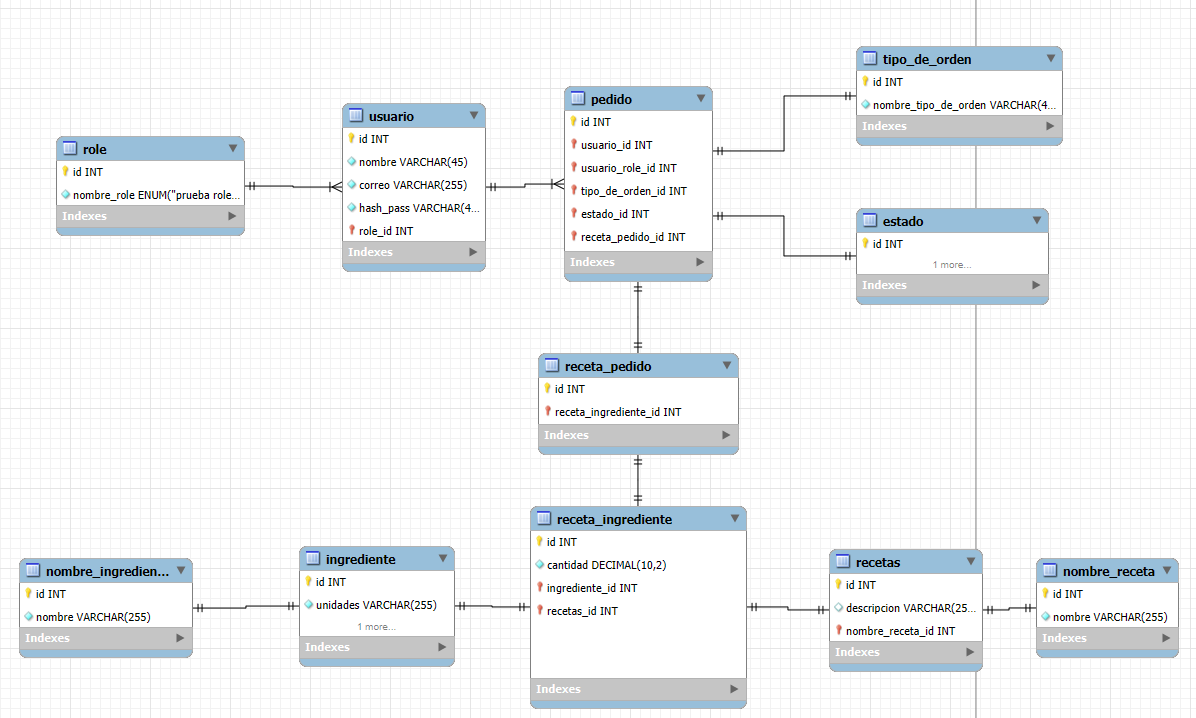 role
id INT
nombre_role ENUM("prueba role...
Indexes
usuario
id INT
nombre VARCHAR(45)
correo VARCHAR(255)
hash_pass VARCHAR(4...
role_id INT
Indexes
pedido
id INT
usuario_id INT
usuario_role_id INT
tipo_de_orden_id INT
estado_id INT
receta_pedido_id INT
Indexes
tipo_de_orden
id INT
nombre_tipo_de_orden VARCHAR(4...
Indexes
estado
id INT
1 more...
Indexes
receta_pedido
id INT
receta_ingrediente_id INT
Indexes
nombre_ingredien...
id INT
nombre VARCHAR(255)
Indexes
ingrediente
id INT
unidades VARCHAR(255)
1 more...
Indexes
receta_ingrediente
id INT
cantidad DECIMAL(10,2)
ingrediente_id INT
recetas_id INT
Indexes
recetas
id INT
descripcion VARCHAR(25...
nombre_receta_id INT
Indexes
nombre_receta
id INT
nombre VARCHAR(255)
Indexes